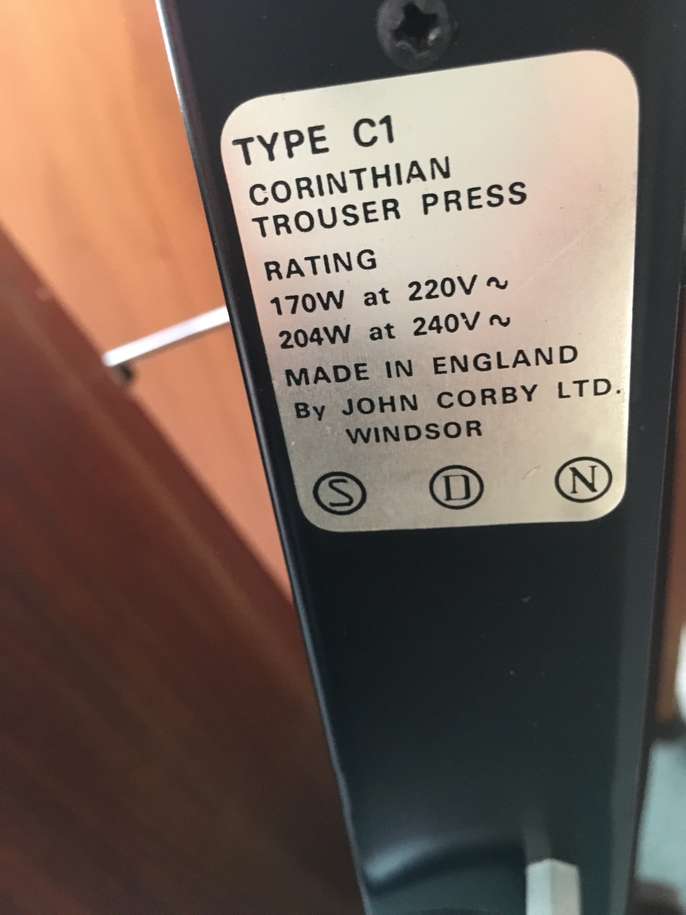 TYPE C1
CORINTHIAN
TROUSER PRESS
RATING
170W at 220V ~
204W at 240V ~
MADE IN ENGLAND
By JOHN CORBY LTD.
WINDSOR
S D N